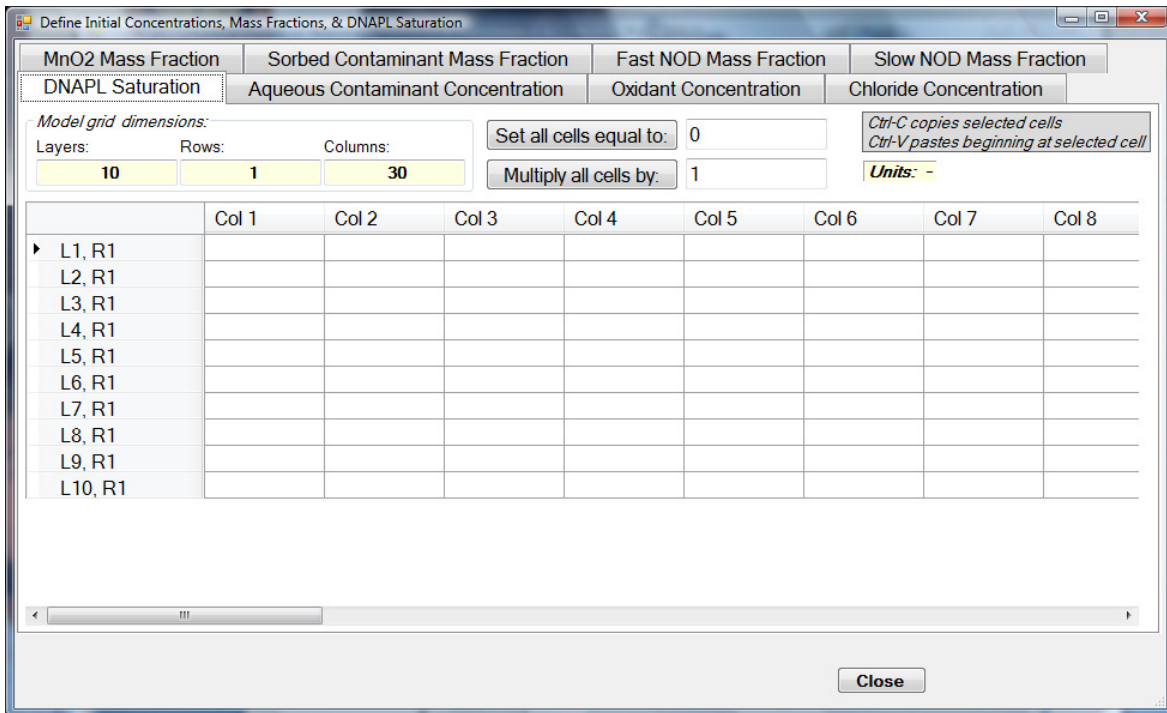 Define Initial Concentrations, Mass Fractions, & DNAPL Saturation
MnO2 Mass Fraction Sorbed Contaminant Mass Fraction Fast NOD Mass Fraction Slow NOD Mass Fraction
DNAPL Saturation Aqueous Contaminant Concentration Oxidant Concentration Chloride Concentration
Model grid dimensions:
Layers: Rows: Columns:
10 1 30
Set all cells equal to: 0
Multiply all cells by: 1
Ctrl-C copies selected cells
Ctrl-V pastes beginning at selected cell
Units: -
Col 1 Col 2 Col 3 Col 4 Col 5 Col 6 Col 7 Col 8
L1, R1
L2, R1
L3, R1
L4, R1
L5, R1
L6, R1
L7, R1
L8, R1
L9, R1
L10, R1
Close